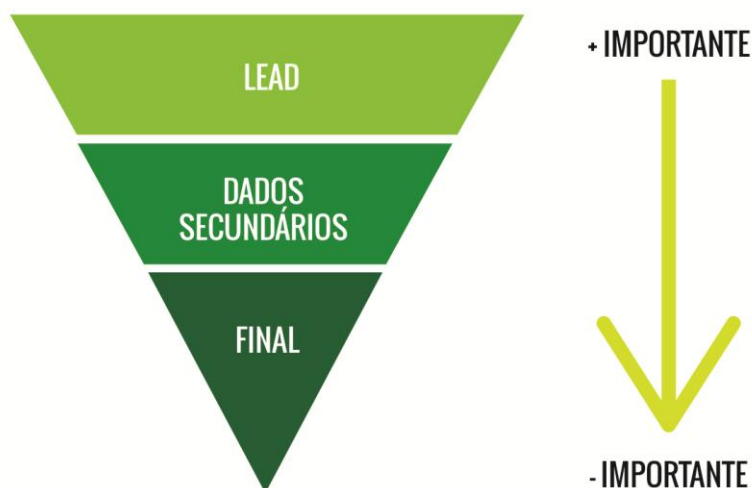 + IMPORTANTE
LEAD
DADOS
SECUNDÁRIOS
FINAL
- IMPORTANTE